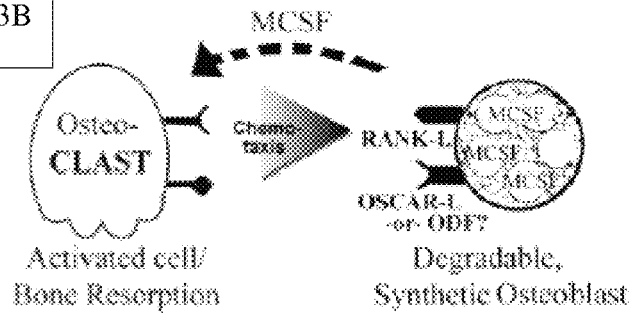 3B
MCSF
Osteo-
CLAST
Chemo-
taxis
RANK-L
MCSF
MCSF
MCSF
OSCAR-L
-or- ODF?
Activated cell/
Bone Resorption
Degradable,
Synthetic Osteoblast